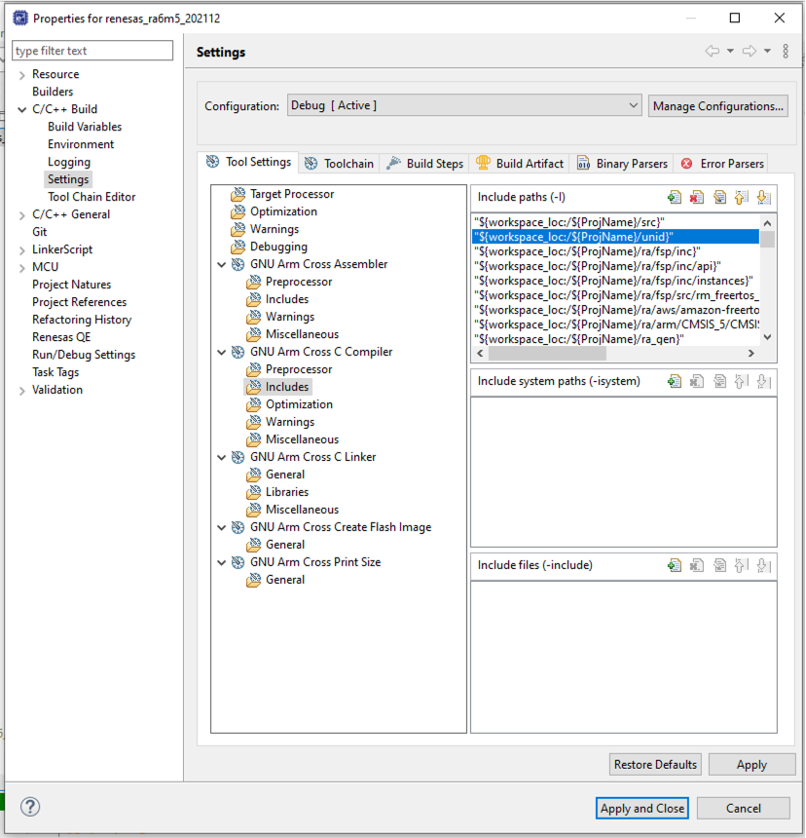 Properties for renesas_ra6m5_202112
type filter text
Resource
Builders
C/C++ Build
Build Variables
Environment
Logging
Settings
Tool Chain Editor
C/C++ General
Git
LinkerScript
MCU
Project Natures
Project References
Refactoring History
Renesas QE
Run/Debug Settings
Task Tags
Validation
Settings
Configuration:
Debug [ Active ]
Manage Configurations...
Tool Settings
Toolchain
Build Steps
Build Artifact
Binary Parsers
Error Parsers
Target Processor
Optimization
Warnings
Debugging
GNU Arm Cross Assembler
Preprocessor
Includes
Warnings
Miscellaneous
GNU Arm Cross C Compiler
Preprocessor
Includes
Optimization
Warnings
Miscellaneous
GNU Arm Cross C Linker
General
Libraries
Miscellaneous
GNU Arm Cross Create Flash Image
General
GNU Arm Cross Print Size
General
Include paths (-I)
"${workspace_loc:/${ProjName}/src}"
"${workspace_loc:/${ProjName}/unid}"
"${workspace_loc:/${ProjName}/ra/fsp/inc}"
"${workspace_loc:/${ProjName}/ra/fsp/inc/api}"
"${workspace_loc:/${ProjName}/ra/fsp/inc/instances}"
"${workspace_loc:/${ProjName}/ra/fsp/src/rm_freertos_
"${workspace_loc:/${ProjName}/ra/aws/amazon-freerto
"${workspace_loc:/${ProjName}/ra/arm/CMSIS_5/CMSIS
"${workspace_loc:/${ProjName}/ra_gen}"
Include system paths (-isystem)
Include files (-include)
Restore Defaults
Apply
Apply and Close
Cancel